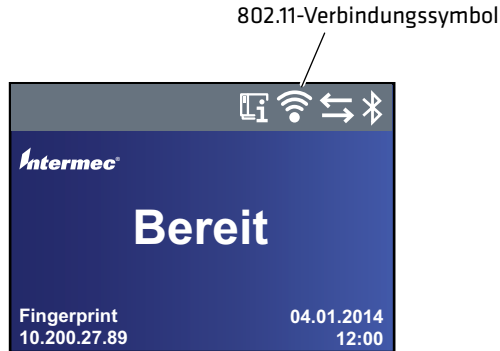 802.11-Verbindungssymbol
Intermec
Bereit
Fingerprint
10.200.27.89
04.01.2014
12:00